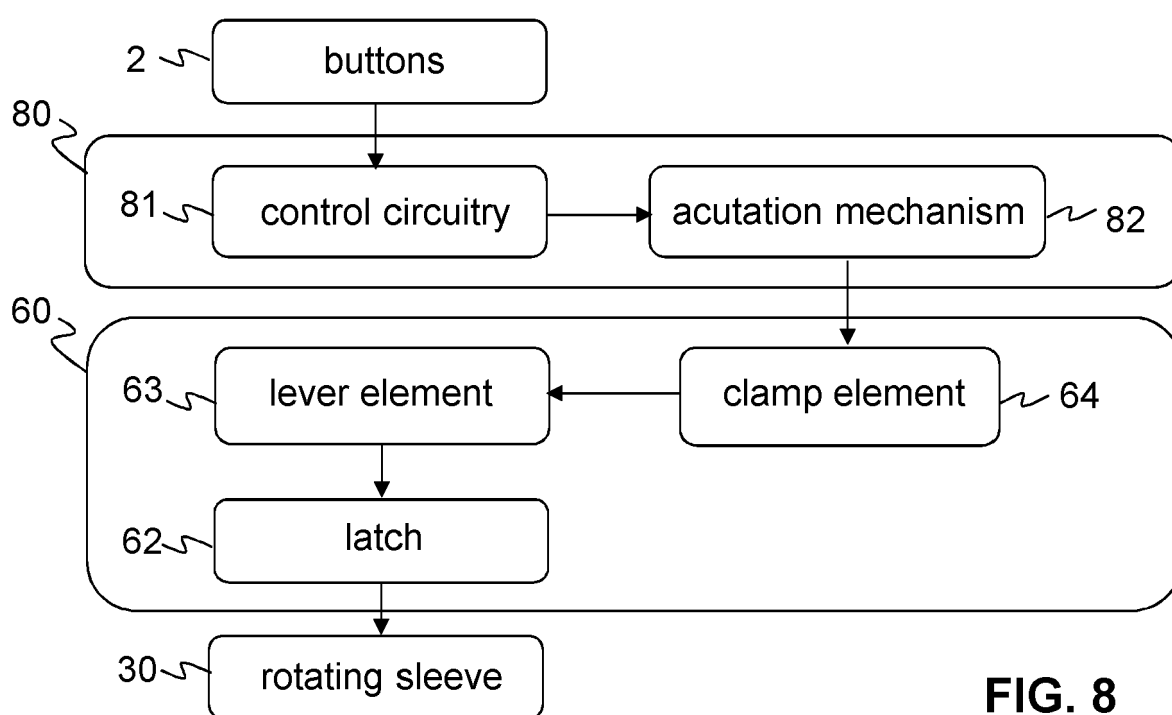 2
buttons
80
81
control circuitry
acutation mechanism
82
60
63
lever element
clamp element
64
62
latch
30
rotating sleeve
FIG. 8